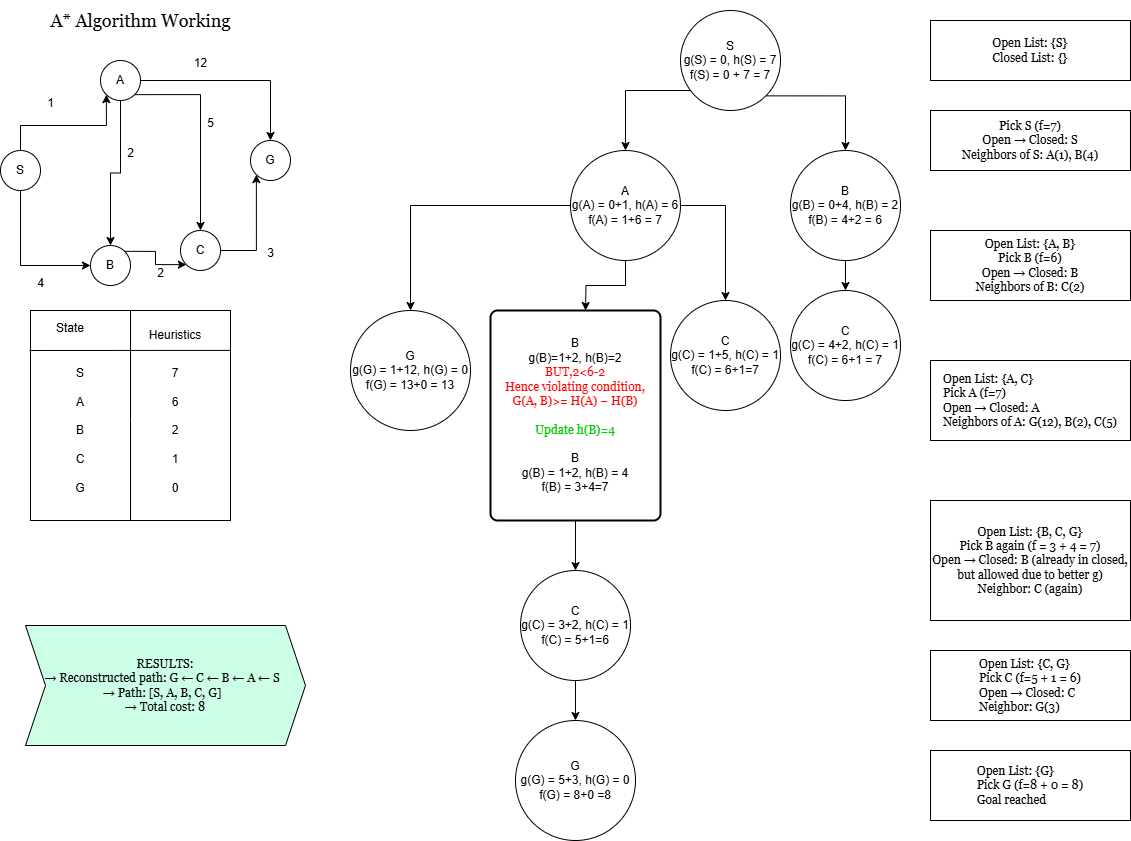 A* Algorithm Working
A
12
1
5
2
G
S
C
B
4
2
3
State
Heuristics
S
7
A
6
B
2
C
1
G
0
RESULTS:
→ Reconstructed path: G ← C ← B ← A ← S
→ Path: [S, A, B, C, G]
→ Total cost: 8
S
g(S) = 0, h(S) = 7
f(S) = 0 + 7 = 7
A
g(A) = 0+1, h(A) = 6
f(A) = 1+6 = 7
B
g(B) = 0+4, h(B) = 2
f(B) = 4+2 = 6
G
g(G) = 1+12, h(G) = 0
f(G) = 13+0 = 13
B
g(B)=1+2, h(B)=2
BUT,2<6-2
Hence violating condition,
G(A, B)>= H(A) – H(B)
Update h(B)=4
B
g(B) = 1+2, h(B) = 4
f(B) = 3+4=7
C
g(C) = 1+5, h(C) = 1
f(C) = 6+1=7
C
g(C) = 4+2, h(C) = 1
f(C) = 6+1 = 7
C
g(C) = 3+2, h(C) = 1
f(C) = 5+1=6
G
g(G) = 5+3, h(G) = 0
f(G) = 8+0 =8
Open List: {S}
Closed List: {}
Pick S (f=7)
Open → Closed: S
Neighbors of S: A(1), B(4)
Open List: {A, B}
Pick B (f=6)
Open → Closed: B
Neighbors of B: C(2)
Open List: {A, C}
Pick A (f=7)
Open → Closed: A
Neighbors of A: G(12), B(2), C(5)
Open List: {B, C, G}
Pick B again (f = 3 + 4 = 7)
Open → Closed: B (already in closed,
but allowed due to better g)
Neighbor: C (again)
Open List: {C, G}
Pick C (f=5 + 1 = 6)
Open → Closed: C
Neighbor: G(3)
Open List: {G}
Pick G (f=8 + 0 = 8)
Goal reached